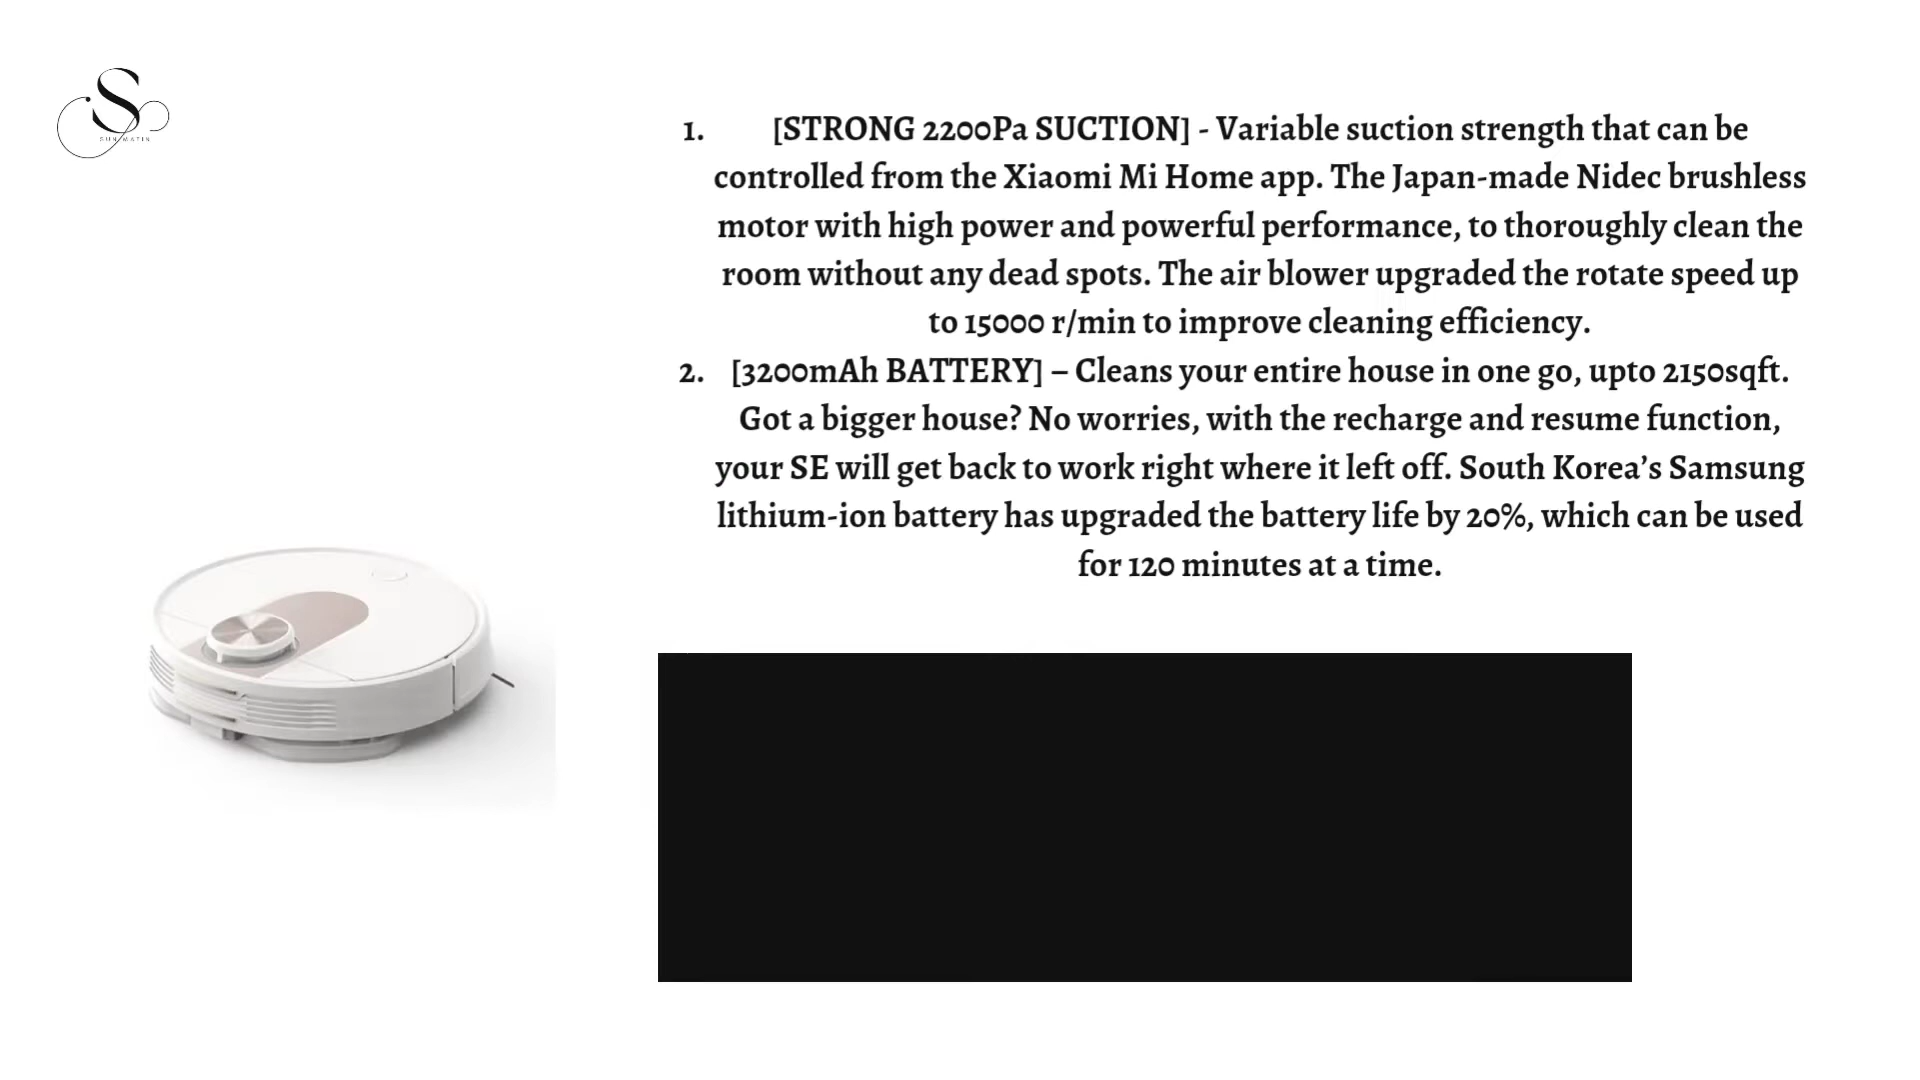 S
SUN MATIN
1. [STRONG 2200Pa SUCTION] - Variable suction strength that can be
controlled from the Xiaomi Mi Home app. The Japan-made Nidec brushless
motor with high power and powerful performance, to thoroughly clean the
room without any dead spots. The air blower upgraded the rotate speed up
to 15000 r/min to improve cleaning efficiency.
2. [3200mAh BATTERY] – Cleans your entire house in one go, upto 2150sqft.
Got a bigger house? No worries, with the recharge and resume function,
your SE will get back to work right where it left off. South Korea’s Samsung
lithium-ion battery has upgraded the battery life by 20%, which can be used
for 120 minutes at a time.